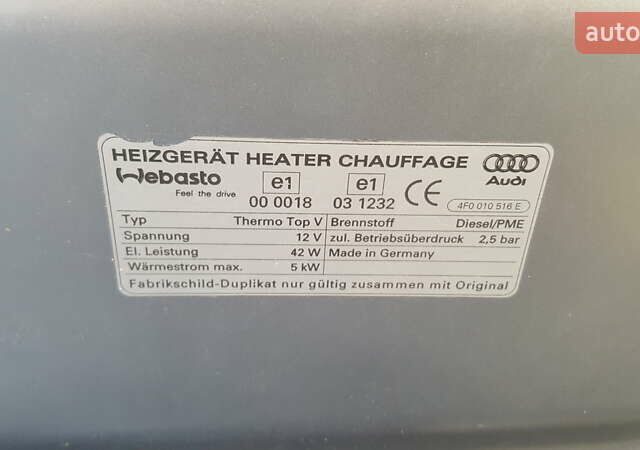 auto
HEIZGERÄT HEATER CHAUFFAGE
Webasto
Feel the drive
e1
00 0018
e1
03 1232
CE
Audi
4F0 010 516 E
Typ Thermo Top V Brennstoff Diesel/PME
Spannung 12 V zul. Betriebsüberdruck 2,5 bar
El. Leistung 42 W Made in Germany
Wärmestrom max. 5 kW
Fabrikschild-Duplikat nur gültig zusammen mit Original